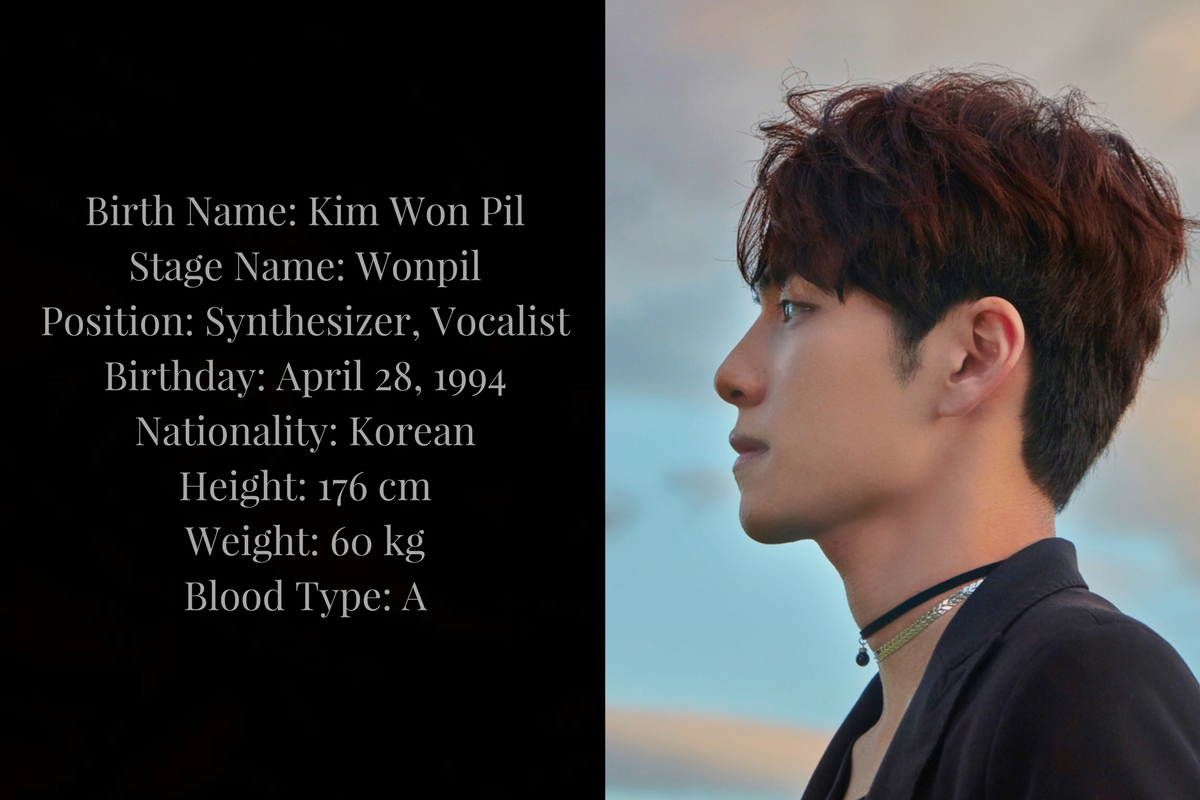 Birth Name: Kim Won Pil
Stage Name: Wonpil
Position: Synthesizer, Vocalist
Birthday: April 28, 1994
Nationality: Korean
Height: 176 cm
Weight: 60 kg
Blood Type: A